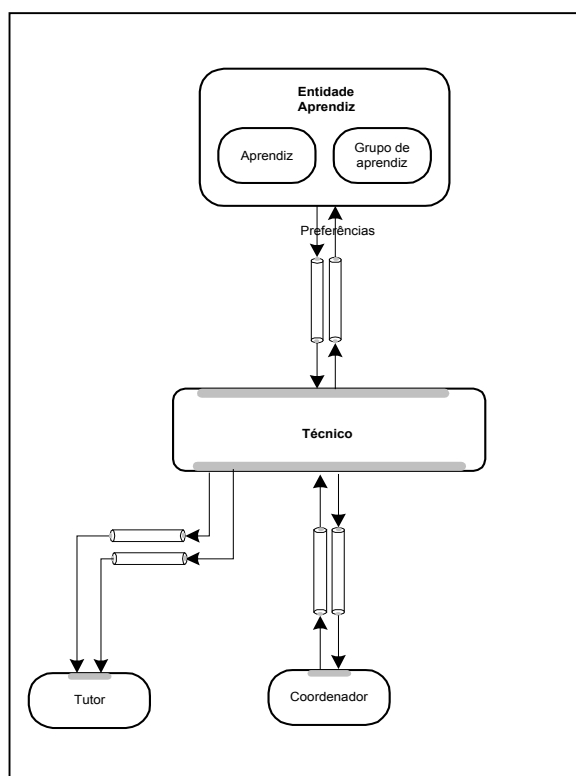 Entidade
Aprendiz
Aprendiz
Grupo de
aprendiz
Preferências
Técnico
Tutor
Coordenador